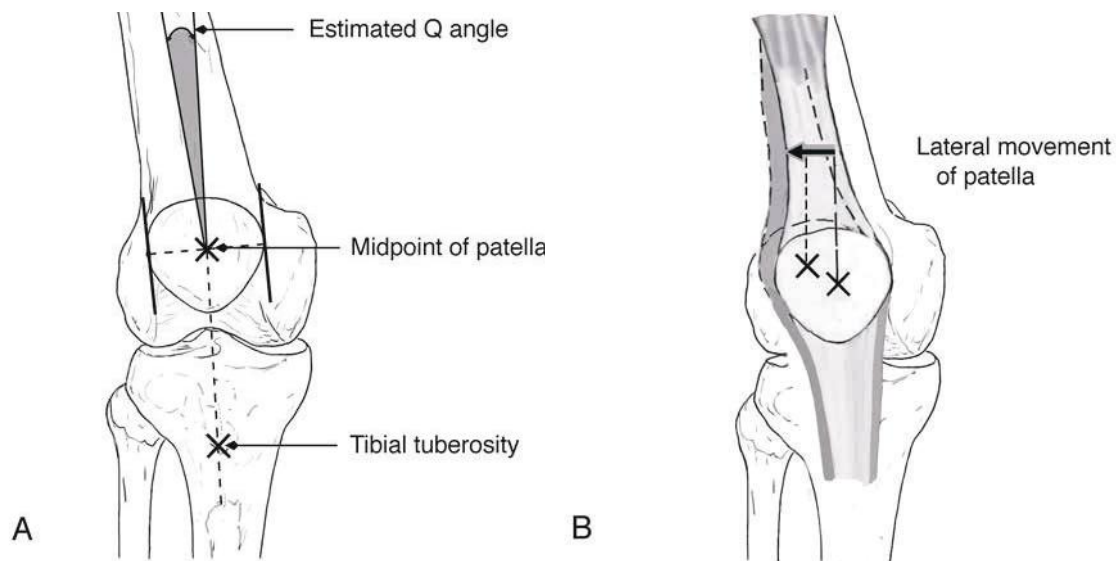 Estimated Q angle
Midpoint of patella
Tibial tuberosity
A
Lateral movement
of patella
B